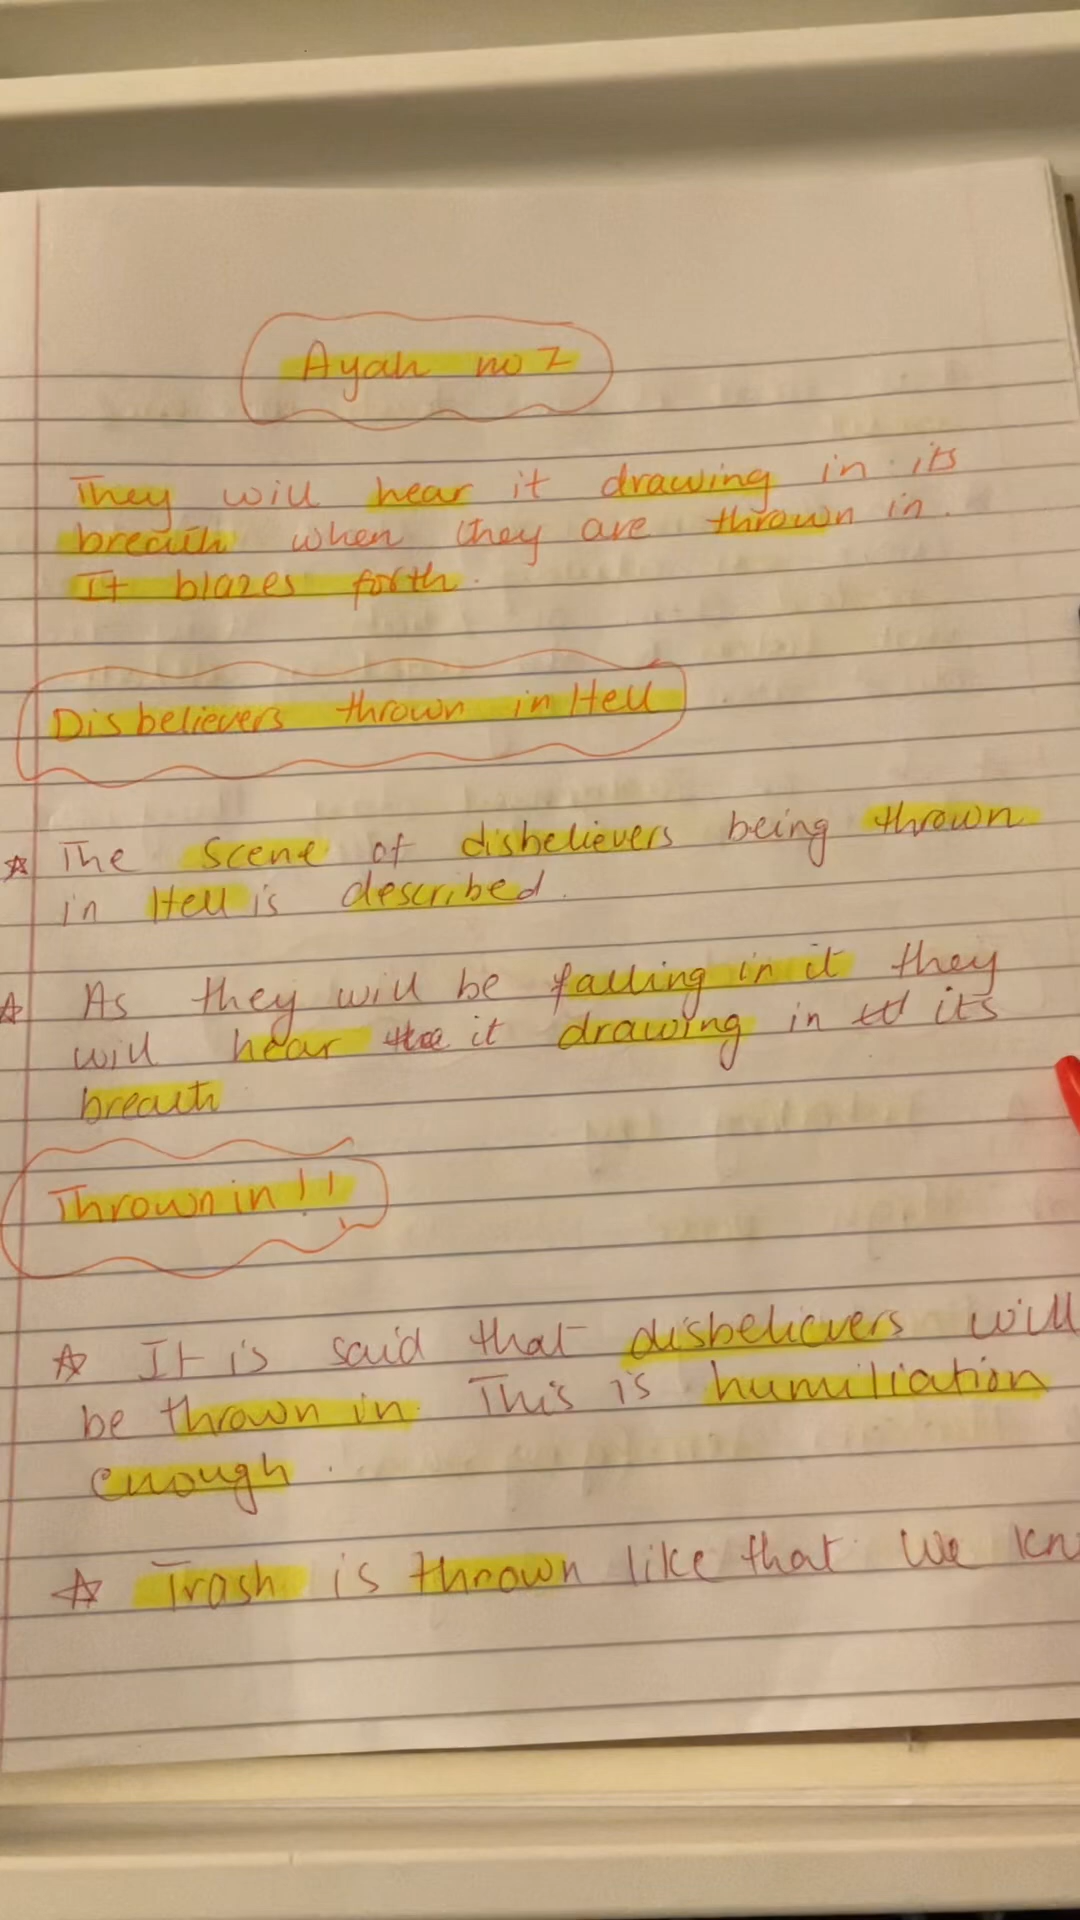 Ayah no 7
They will hear it drawing in its
breath when they are thrown in.
It blazes forth.
Disbelievers thrown in Hell
The scene of disbelievers being thrown
in Hell is described.
As they will be falling in it they
will hear it drawing in its
breath
Thrown in !!
It is said that disbelievers will
be thrown in. This is humiliation
enough.
Trash is thrown like that. We kn